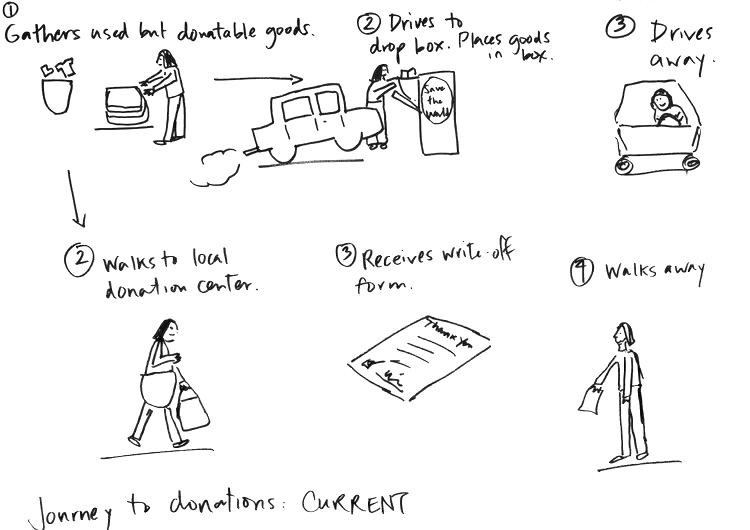 ①
Gathers used but donatable goods.
② Drives to
drop box. Places goods
in box.
Save
the
World
③ Drives
away.
② Walks to local
donation center.
③ Receives write-off
form.
Thank you
④ Walks away
Journey to donations: CURRENT